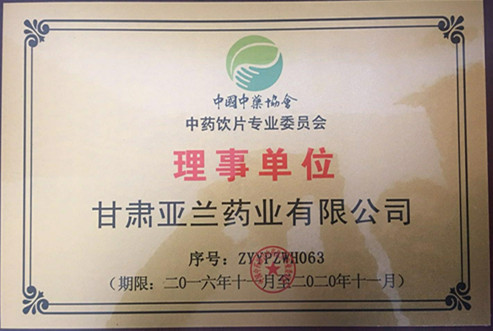 中国中药协会
中药饮片专业委员会
理事单位
甘肃亚兰药业有限公司
序号：ZYYPZWH063
（期限：二〇一六年十一月至二〇二〇年十一月）